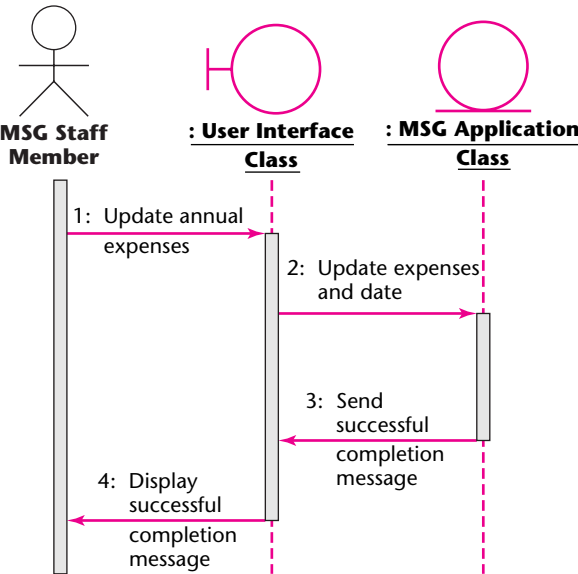 MSG Staff
Member
: User Interface
Class
: MSG Application
Class
1: Update annual
expenses
2: Update expenses
and date
3: Send
successful
completion
message
4: Display
successful
completion
message